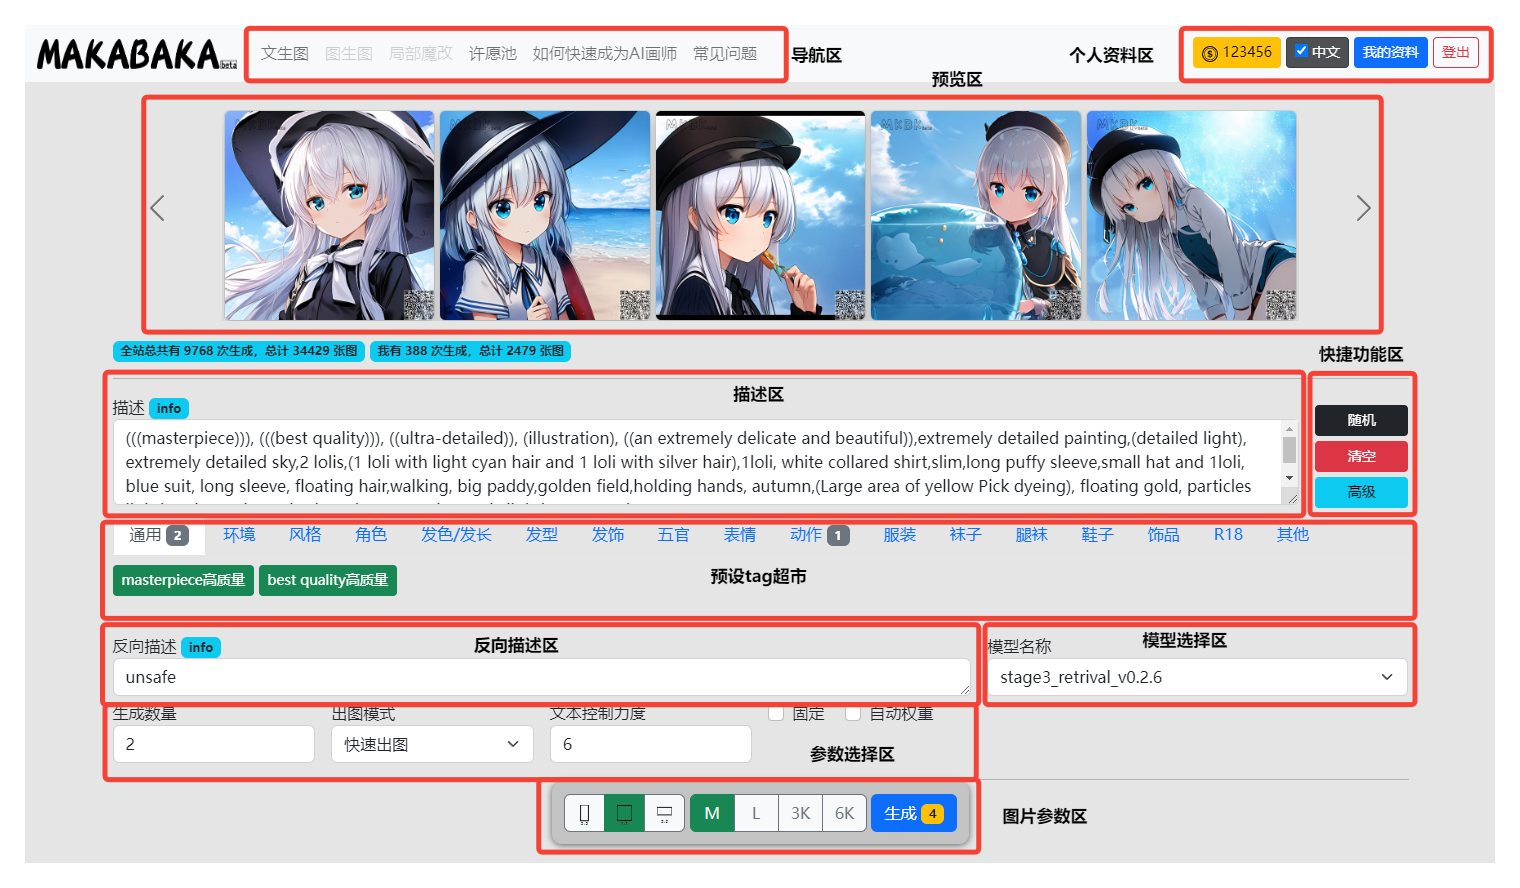 MAKABAKA beta
文生图 图生图 局部魔改 许愿池 如何快速成为AI画师 常见问题
导航区
个人资料区
123456 中文 我的资料 登出
预览区
MKBK
MKBK
MKBK
MKBK
MKBK
全站总共有 9768 次生成，总计 34429 张图 我有 388 次生成，总计 2479 张图
快捷功能区
描述区
描述 info
(((masterpiece))), (((best quality))), ((ultra-detailed)), (illustration), ((an extremely delicate and beautiful)),extremely detailed painting,(detailed light),
extremely detailed sky,2 lolis,(1 loli with light cyan hair and 1 loli with silver hair),1loli, white collared shirt,slim,long puffy sleeve,small hat and 1loli,
blue suit, long sleeve, floating hair,walking, big paddy,golden field,holding hands, autumn,(Large area of yellow Pick dyeing), floating gold, particles
随机
清空
高级
通用 2 环境 风格 角色 发色/发长 发型 发饰 五官 表情 动作 1 服装 袜子 腿袜 鞋子 饰品 R18 其他
masterpiece高质量 best quality高质量
预设tag超市
反向描述 info
反向描述区
unsafe
模型名称
模型选择区
stage3_retrival_v0.2.6
生成数量 出图模式 文本控制力度 固定 自动权重
2 快速出图 6
参数选择区
M L 3K 6K 生成 4
图片参数区